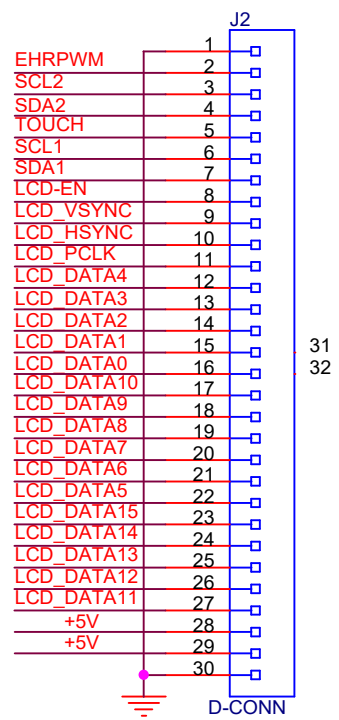 J2
1
EHRPWM 2
SCL2 3
SDA2 4
TOUCH 5
SCL1 6
SDA1 7
LCD-EN 8
LCD_VSYNC 9
LCD_HSYNC 10
LCD_PCLK 11
LCD_DATA4 12
LCD_DATA3 13
LCD_DATA2 14
LCD_DATA1 15 31
LCD_DATA0 16 32
LCD_DATA10 17
LCD_DATA9 18
LCD_DATA8 19
LCD_DATA7 20
LCD_DATA6 21
LCD_DATA5 22
LCD_DATA15 23
LCD_DATA14 24
LCD_DATA13 25
LCD_DATA12 26
LCD_DATA11 27
+5V 28
+5V 29
30
D-CONN